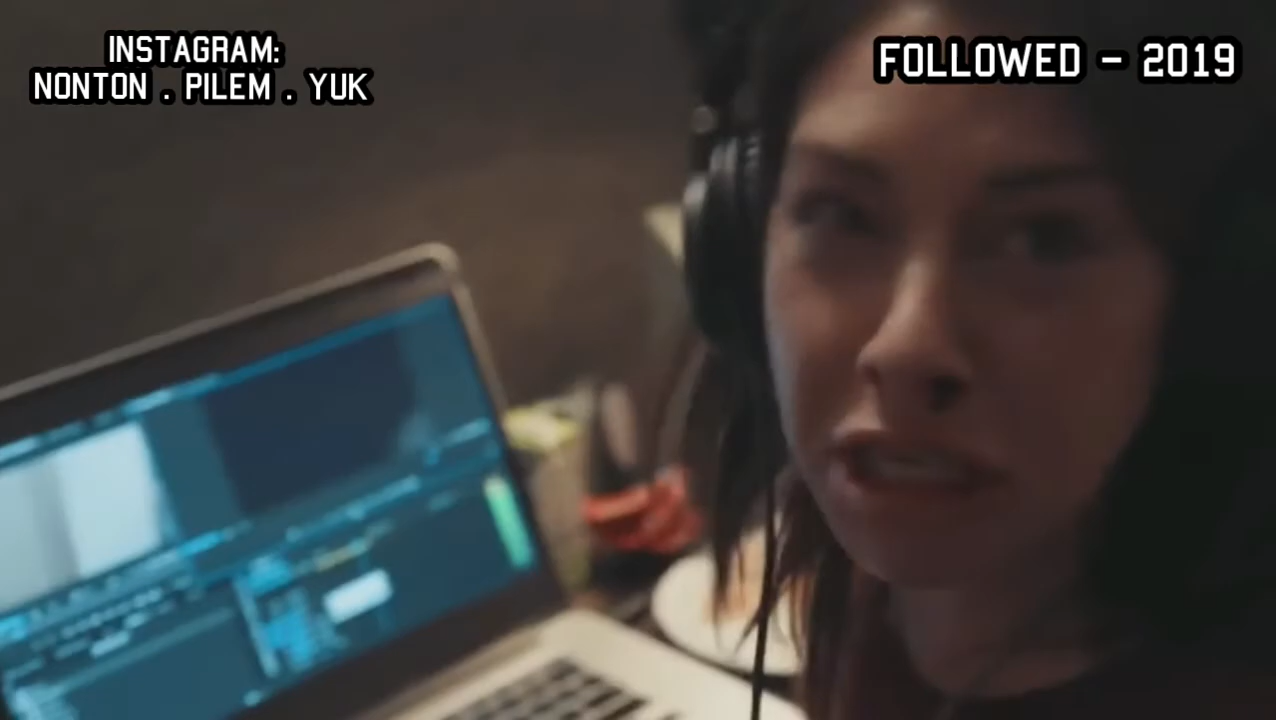 INSTAGRAM:
NONTON . PILEM . YUK
FOLLOWED - 2019